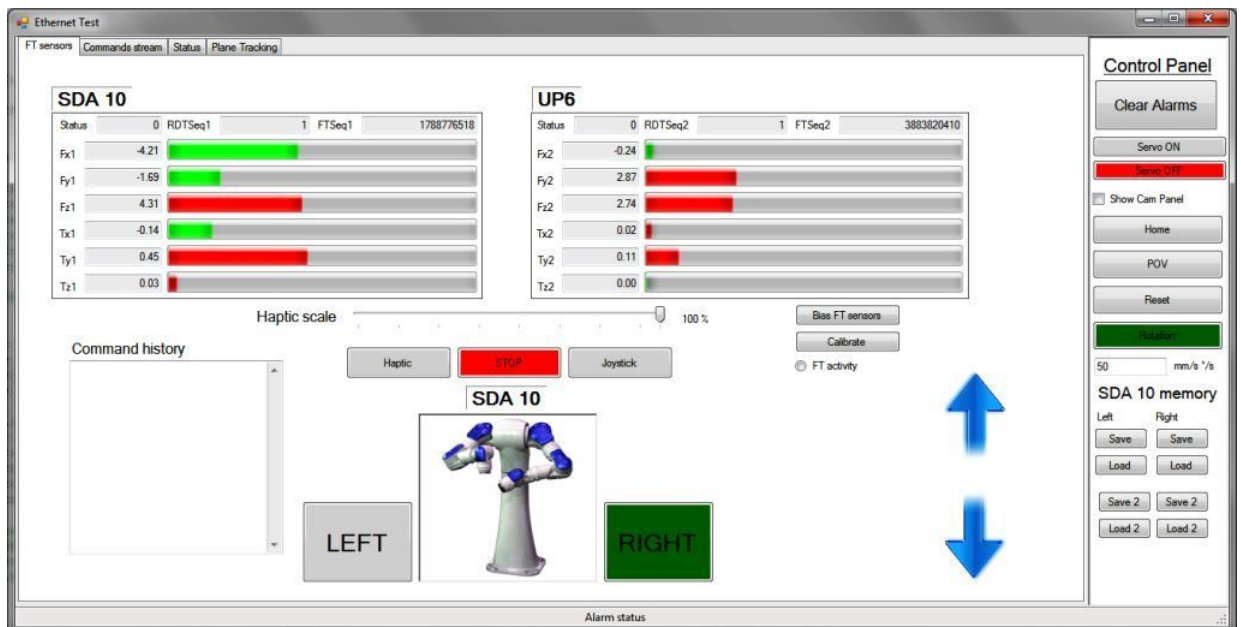 Ethernet Test
FT sensors Commands stream Status Plane Tracking
SDA 10
Status 0 RDTSeq1 1 FTSeq1 1788776518
Fx1 -4.21
Fy1 -1.69
Fz1 4.31
Tx1 -0.14
Ty1 0.45
Tz1 0.03
UP6
Status 0 RDTSeq2 1 FTSeq2 3883820410
Fx2 -0.24
Fy2 2.87
Fz2 2.74
Tx2 0.02
Ty2 0.11
Tz2 0.00
Haptic scale 100 %
Bias FT sensors
Calibrate
FT activity
Command history
Haptic STOP Joystick
SDA 10
LEFT RIGHT
Control Panel
Clear Alarms
Servo ON
Servo OFF
Show Cam Panel
Home
POV
Reset
Rotation
50 mm/s °/s
SDA 10 memory
Left Right
Save Save
Load Load
Save 2 Save 2
Load 2 Load 2
Alarm status